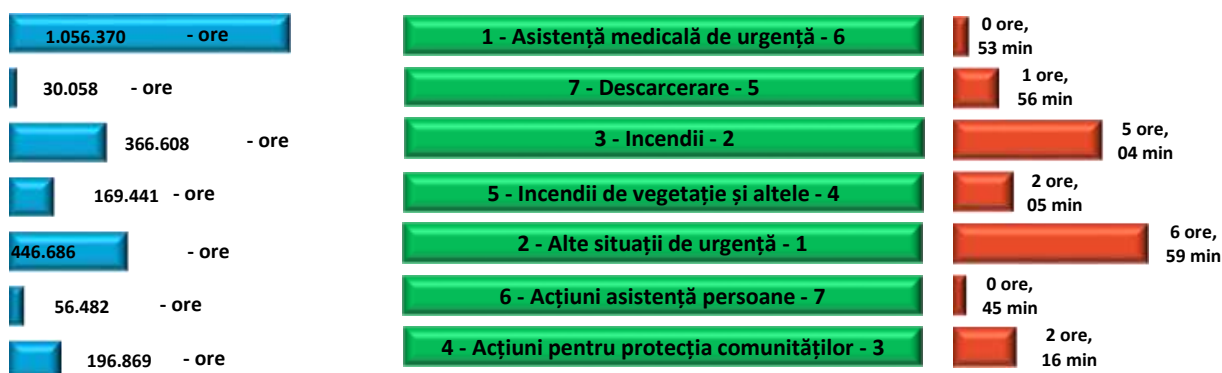 1.056.370 - ore
1 - Asistență medicală de urgență - 6
0 ore,
53 min
30.058 - ore
7 - Descarcerare - 5
1 ore,
56 min
366.608 - ore
3 - Incendii - 2
5 ore,
04 min
169.441 - ore
5 - Incendii de vegetație și altele - 4
2 ore,
05 min
446.686 - ore
2 - Alte situații de urgență - 1
6 ore,
59 min
56.482 - ore
6 - Acțiuni asistență persoane - 7
0 ore,
45 min
196.869 - ore
4 - Acțiuni pentru protecția comunităților - 3
2 ore,
16 min